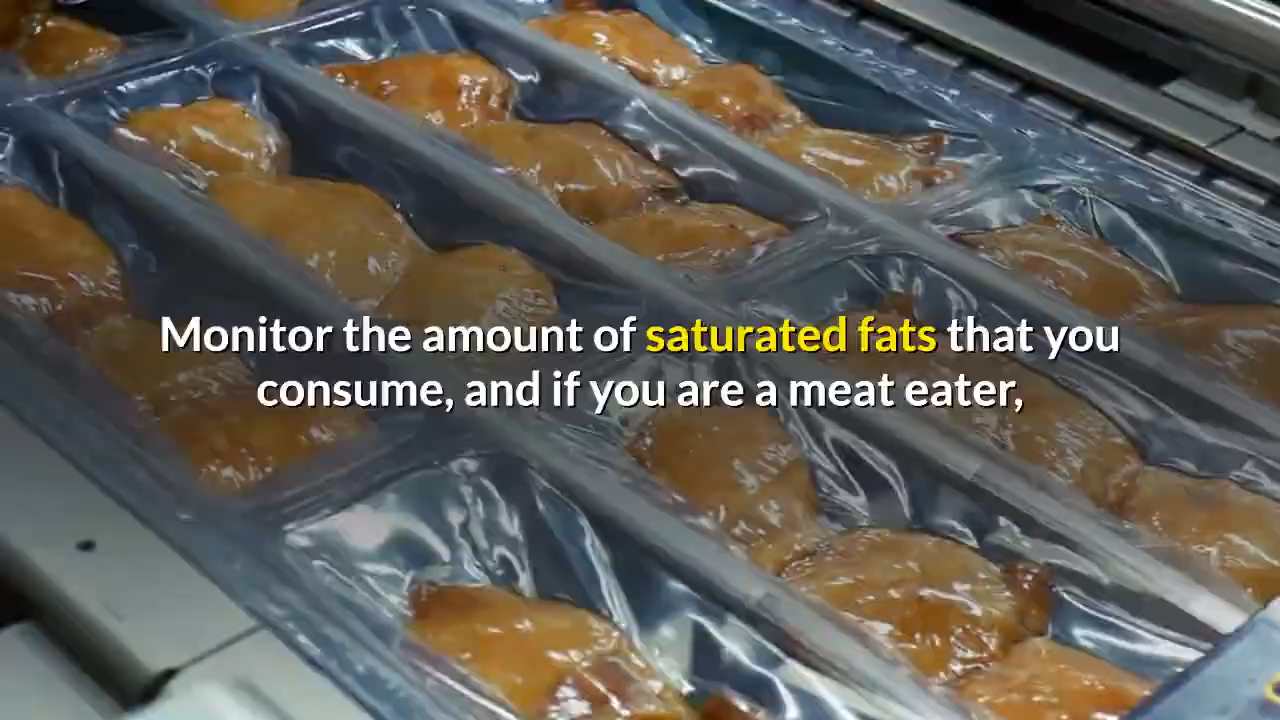 Monitor the amount of saturated fats that you
consume, and if you are a meat eater,